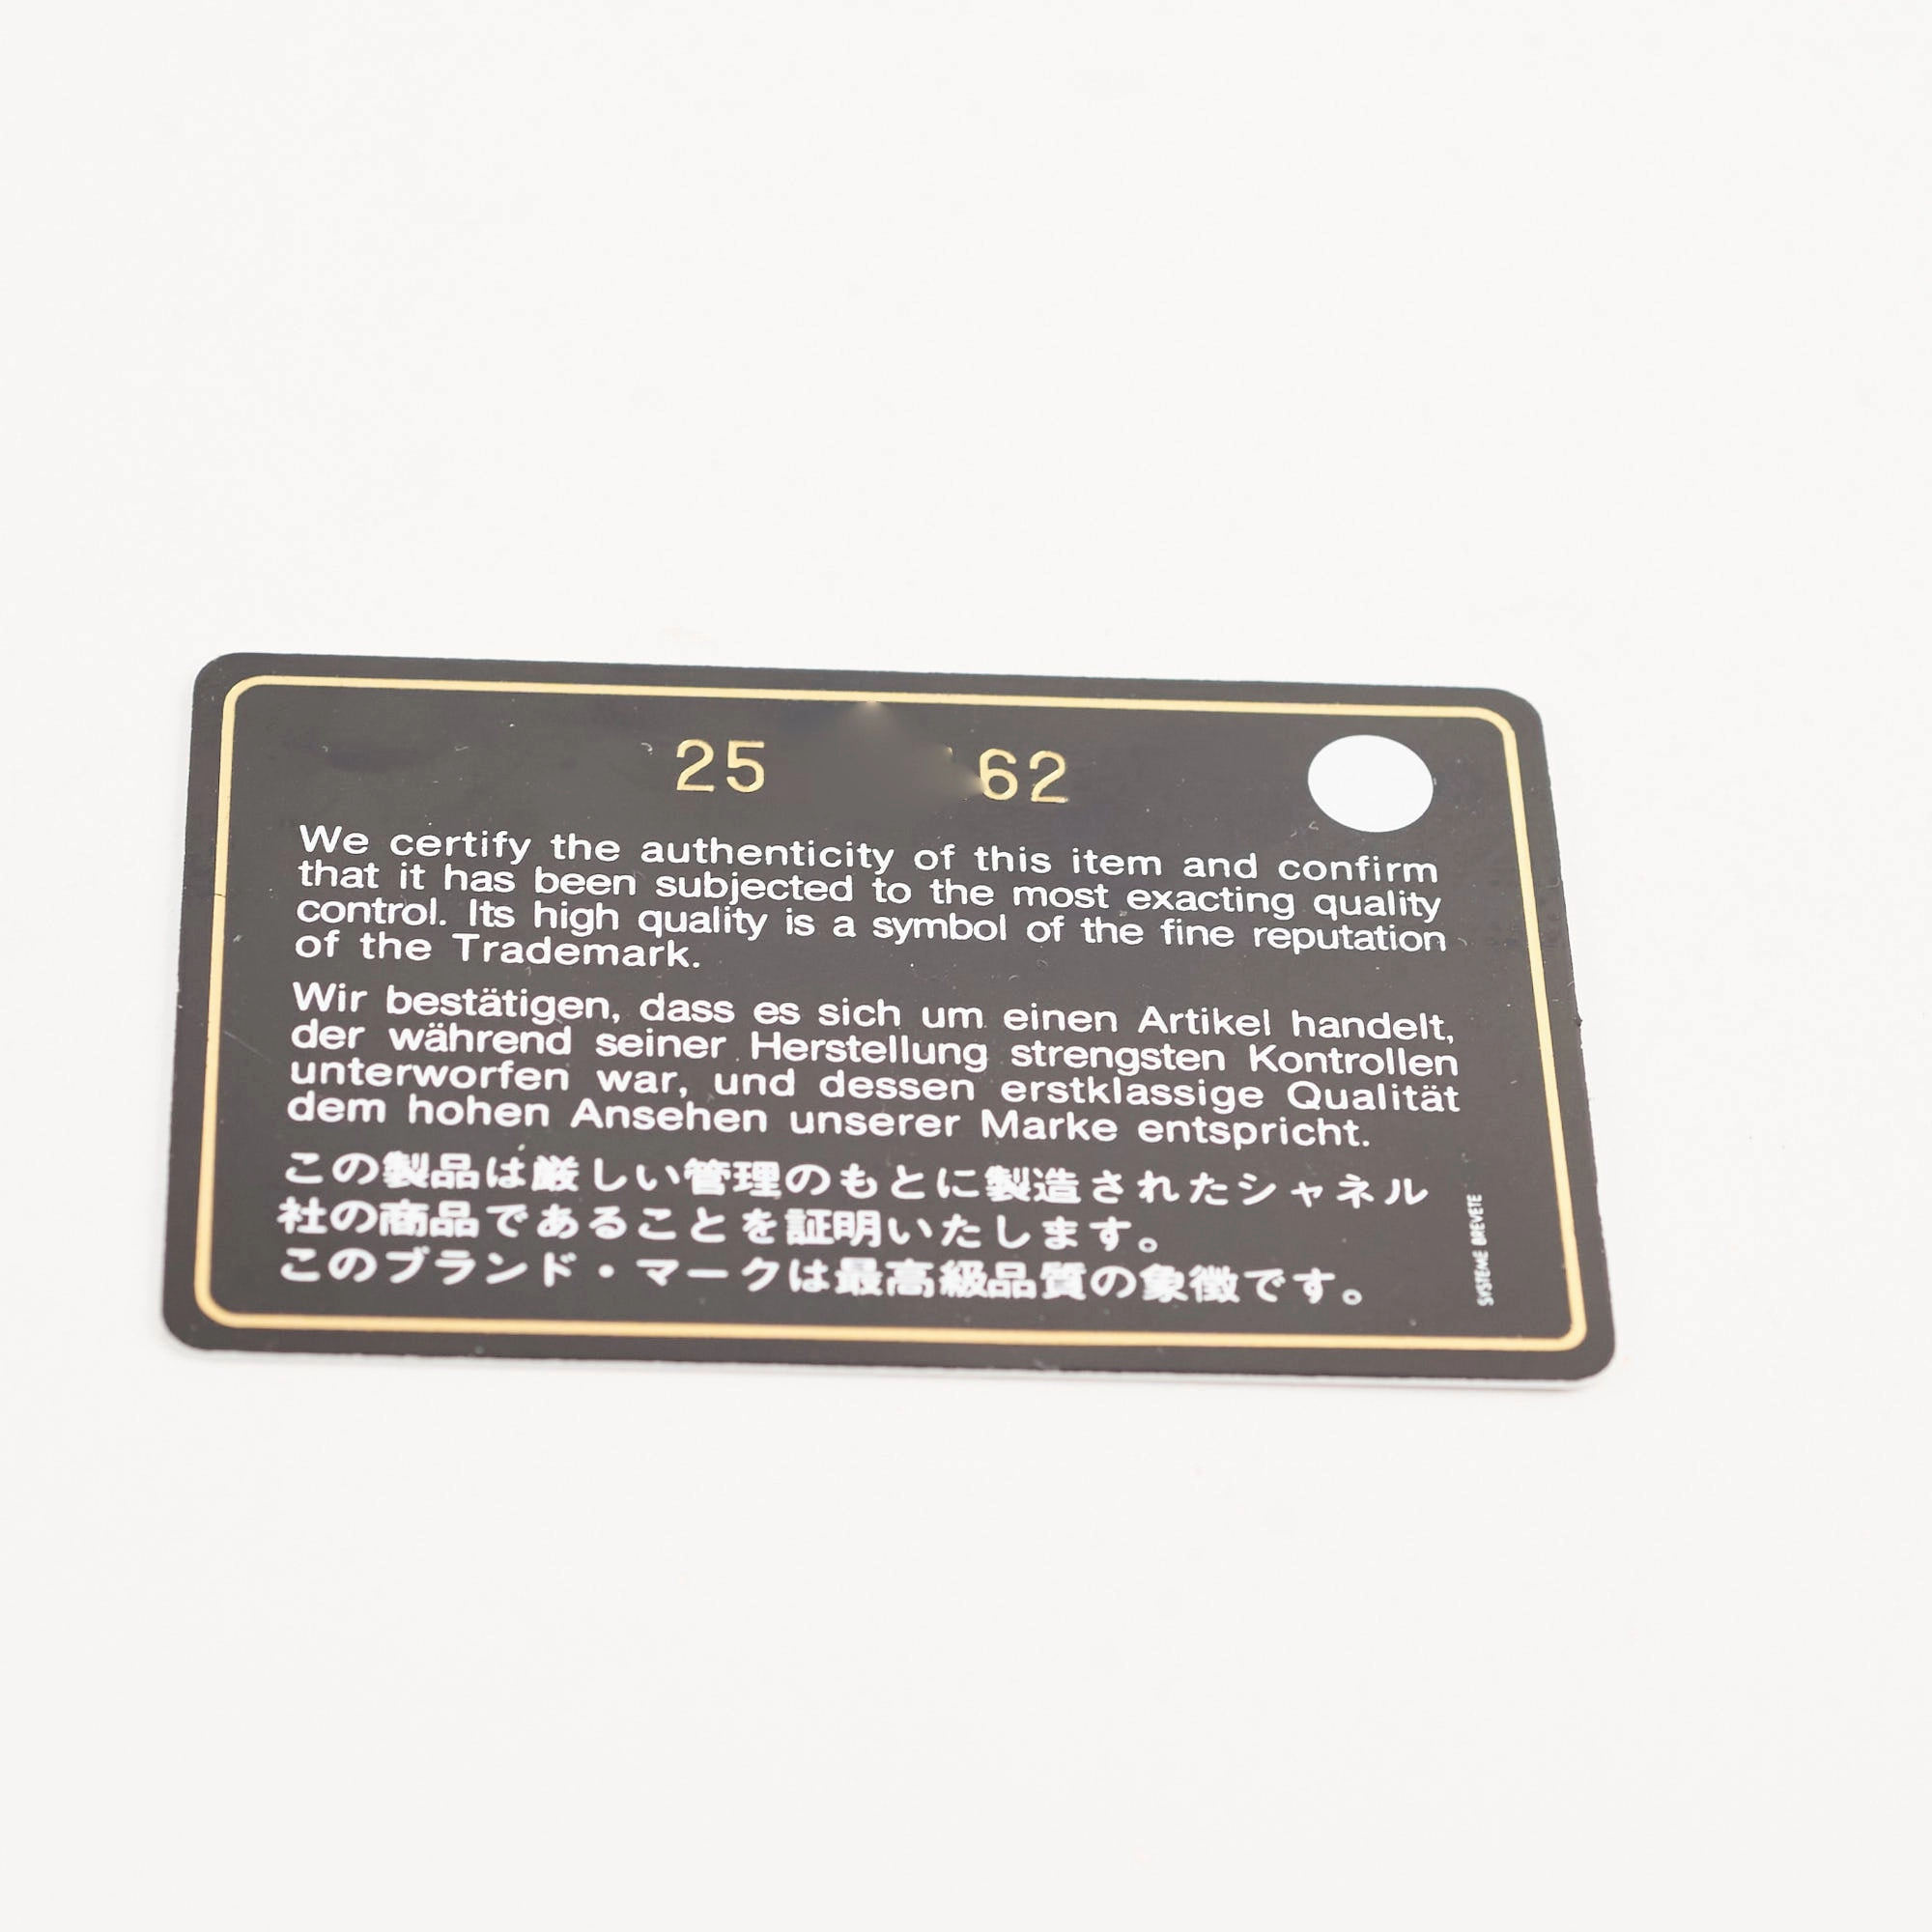 25 62
We certify the authenticity of this item and confirm
that it has been subjected to the most exacting quality
control. Its high quality is a symbol of the fine reputation
of the Trademark.
Wir bestätigen, dass es sich um einen Artikel handelt,
der während seiner Herstellung strengsten Kontrollen
unterworfen war, und dessen erstklassige Qualität
dem hohen Ansehen unserer Marke entspricht.
この製品は厳しい管理のもとに製造されたシャネル
社の商品であることを証明いたします。
このブランド・マークは最高級品質の象徴です。
SYSTEME BREVETE